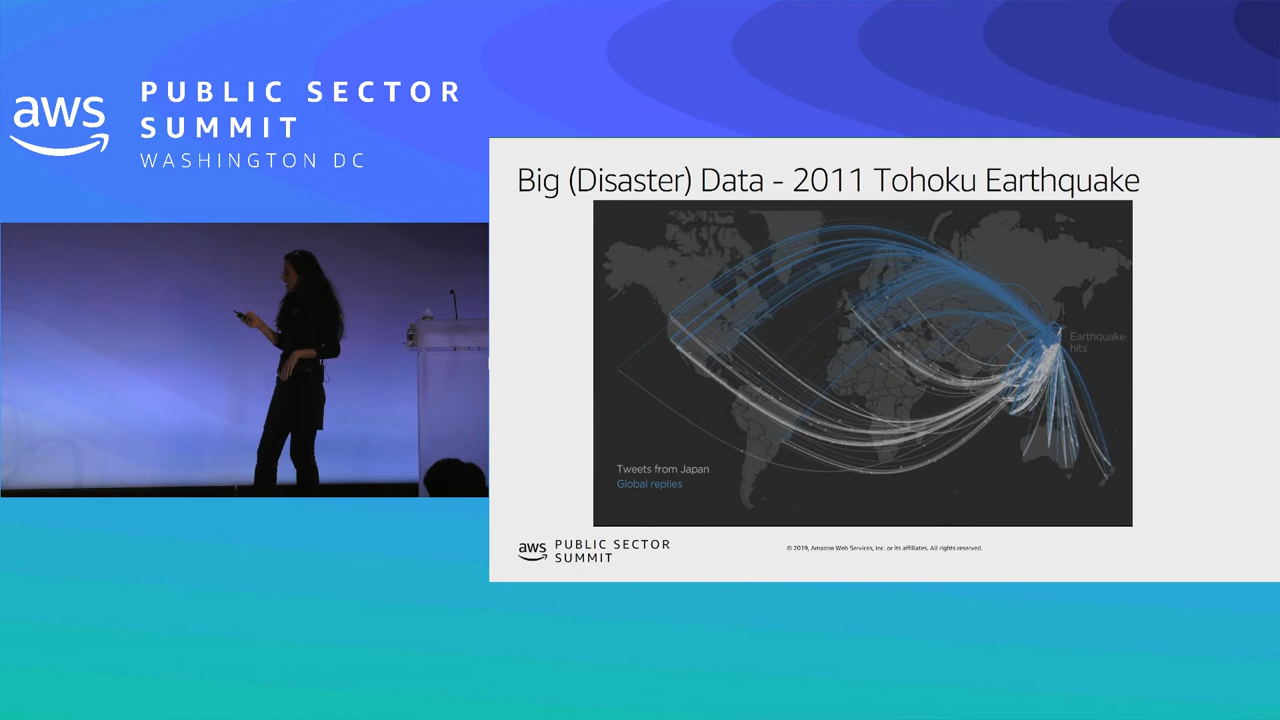 aws
PUBLIC SECTOR
SUMMIT
WASHINGTON DC
Big (Disaster) Data - 2011 Tohoku Earthquake
Earthquake
hits
Tweets from Japan
Global replies
aws
PUBLIC SECTOR
SUMMIT
© 2019, Amazon Web Services, Inc. or its affiliates. All rights reserved.